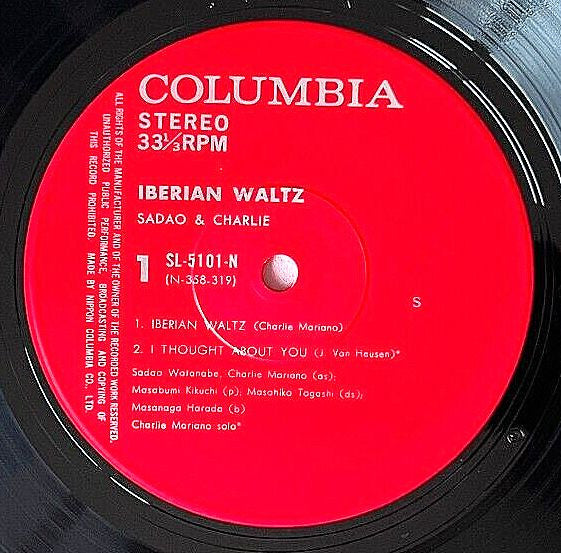 COLUMBIA
STEREO
33⅓RPM
IBERIAN WALTZ
SADAO & CHARLIE
1 SL-5101-N
(N-358-319)
S
1. IBERIAN WALTZ (Charlie Mariano)
2. I THOUGHT ABOUT YOU (J. Van Heusen)*
Sadao Watanabe, Charlie Mariano (as);
Masabumi Kikuchi (p); Masahiko Togashi (ds);
Masanaga Harada (b)
Charlie Mariano solo*
ALL RIGHTS OF THE MANUFACTURER AND OF THE OWNER OF THE RECORDED WORK RESERVED.
UNAUTHORIZED PUBLIC PERFORMANCE, BROADCASTING AND COPYING OF
THIS RECORD PROHIBITED. MADE BY NIPPON COLUMBIA CO., LTD.